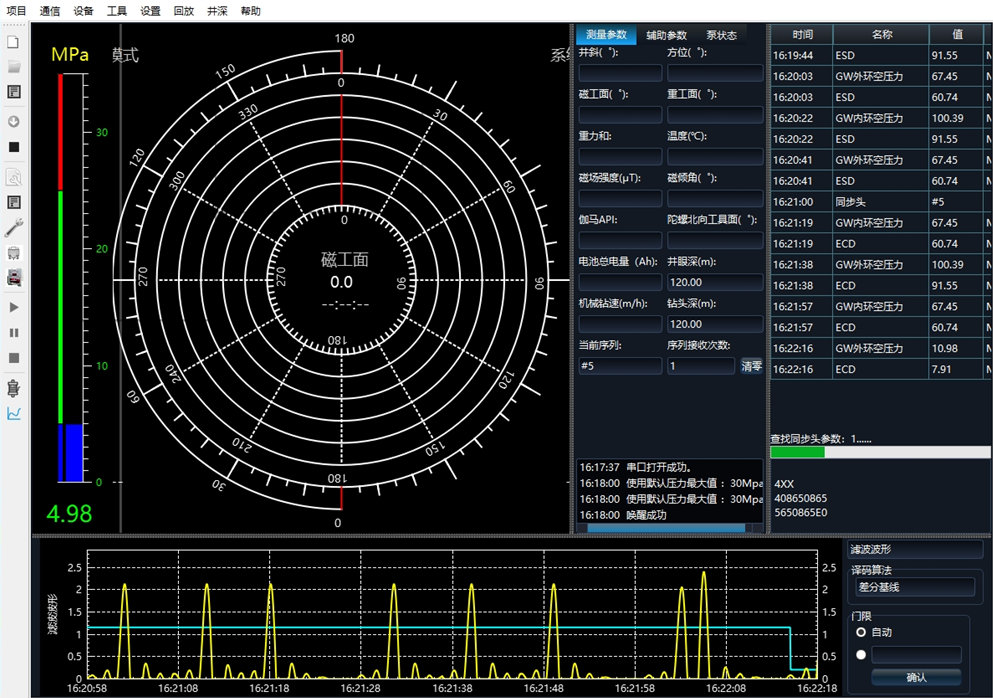 项目 通信 设备 工具 设置 回放 井深 帮助
MPa
模式
系
30
20
10
0
4.98
180
150
120
270
60
30
0
0
330
30
300
60
270
90
240
120
210
150
180
0
270
90
180
磁工面
0.0
--:--:--
测量参数 辅助参数 泵状态
井斜( °): 方位( °):
磁工面( °): 重工面( °):
重力和: 温度(℃):
磁场强度(μT): 磁倾角( °):
伽马API: 陀螺北向工具面( °):
电池总电量 (Ah): 井眼深(m):
120.00
机械钻速(m/h): 钻头深(m):
120.00
当前序列: 序列接收次数:
#5 1 清零
16:17:37 串口打开成功。
16:18:00 使用默认压力最大值 : 30Mpa
16:18:00 使用默认压力最大值 : 30Mpa
16:18:00 唤醒成功
时间 名称 值
16:19:44 ESD 91.55
16:20:03 GW外环空压力 67.45
16:20:03 ESD 60.74
16:20:22 GW内环空压力 100.39
16:20:22 ESD 91.55
16:20:41 GW外环空压力 67.45
16:20:41 ESD 60.74
16:21:00 同步头 #5
16:21:19 GW内环空压力 67.45
16:21:19 ECD 60.74
16:21:38 GW外环空压力 100.39
16:21:38 ECD 91.55
16:21:57 GW内环空压力 67.45
16:21:57 ECD 60.74
16:22:16 GW外环空压力 10.98
16:22:16 ECD 7.91
查找同步头参数: 1......
4XX
408650865
5650865E0
滤波波形
2.5
2
1.5
1
0.5
0
2.5
2
1.5
1
0.5
0
16:20:58 16:21:08 16:21:18 16:21:28 16:21:38 16:21:48 16:21:58 16:22:08 16:22:18
滤波波形
译码算法
差分基线
门限
自动
确认